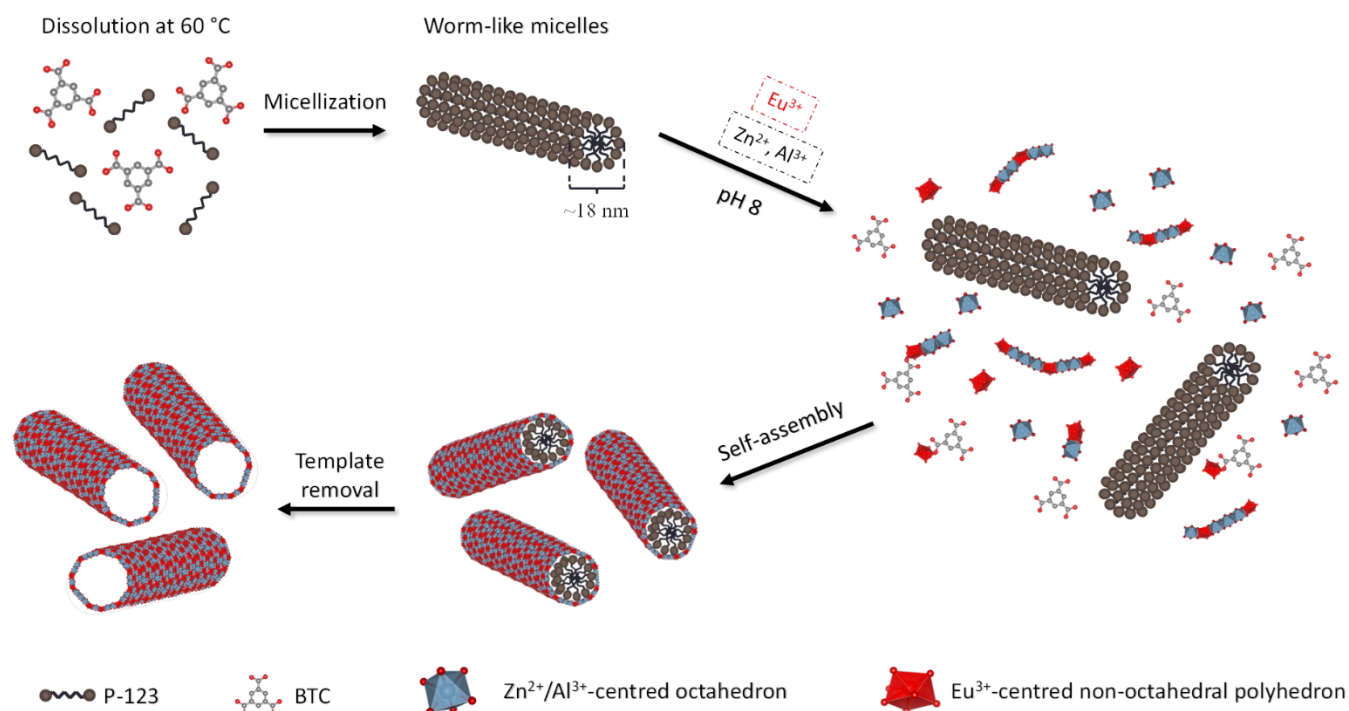 Dissolution at 60 °C
Worm-like micelles
Micellization
~18 nm
Eu³⁺
Zn²⁺, Al³⁺
pH 8
Self-assembly
Template
removal
P-123
BTC
Zn²⁺/Al³⁺-centred octahedron
Eu³⁺-centred non-octahedral polyhedron